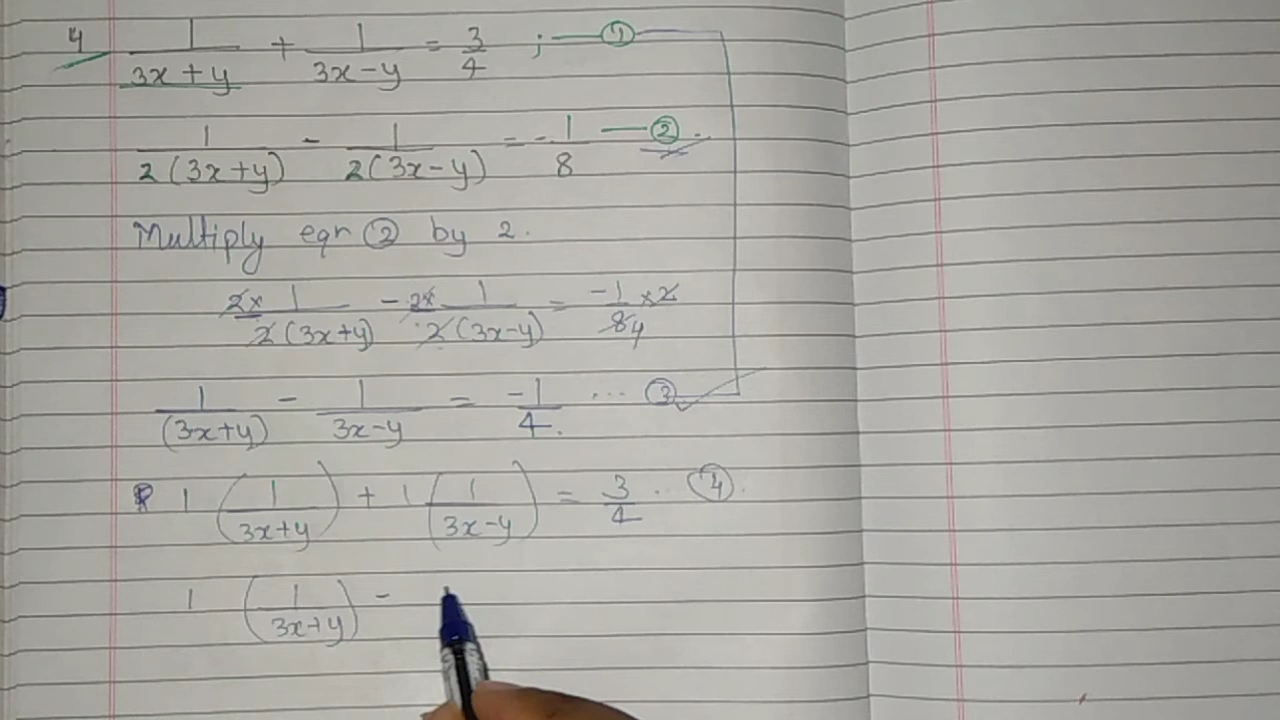 4 1/(3x+y) + 1/(3x-y) = 3/4 ; — ①
1/2(3x+y) - 1/2(3x-y) = -1/8 — ② .
Multiply eqn ② by 2.
2× 1/2(3x+y) - 2× 1/2(3x-y) = -1/8 4 ×2
1/(3x+y) - 1/3x-y = -1/4. ... ③
1 (1/3x+y) + 1 (1/3x-y) = 3/4 .. ④.
1 (1/3x+y) -